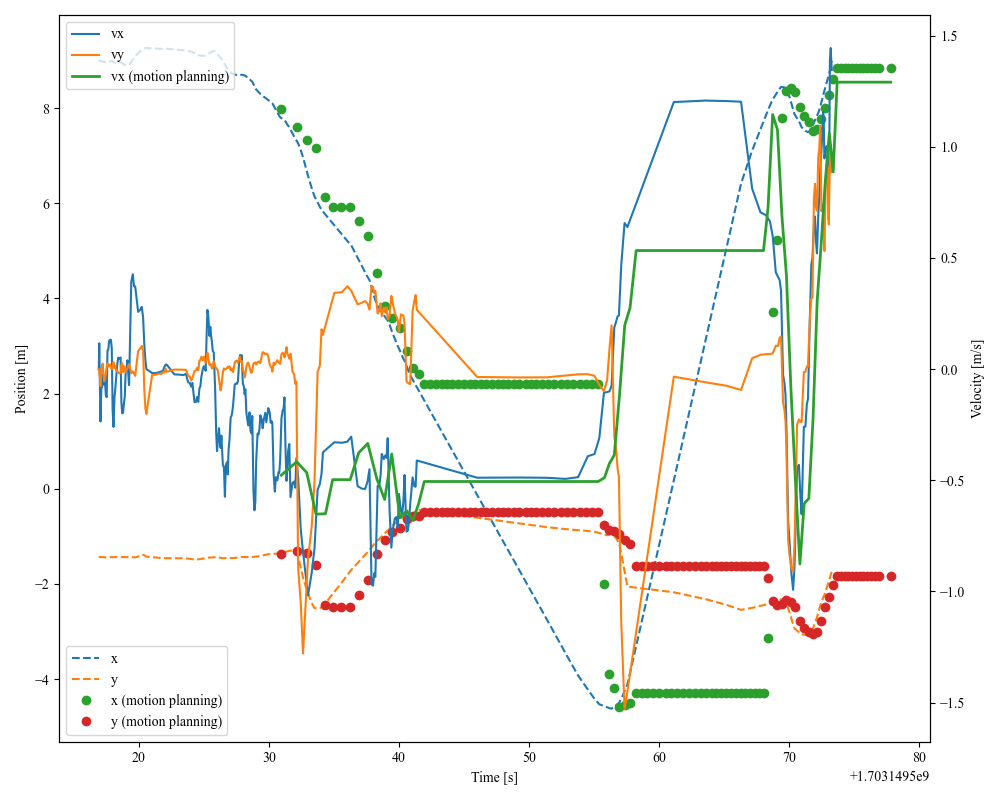 vx
vy
vx (motion planning)
x
y
x (motion planning)
y (motion planning)
Position [m]
8
6
4
2
0
−2
−4
Velocity [m/s]
1.5
1.0
0.5
0.0
−0.5
−1.0
−1.5
20 30 40 50 60 70 80
Time [s]
+1.7031495e9